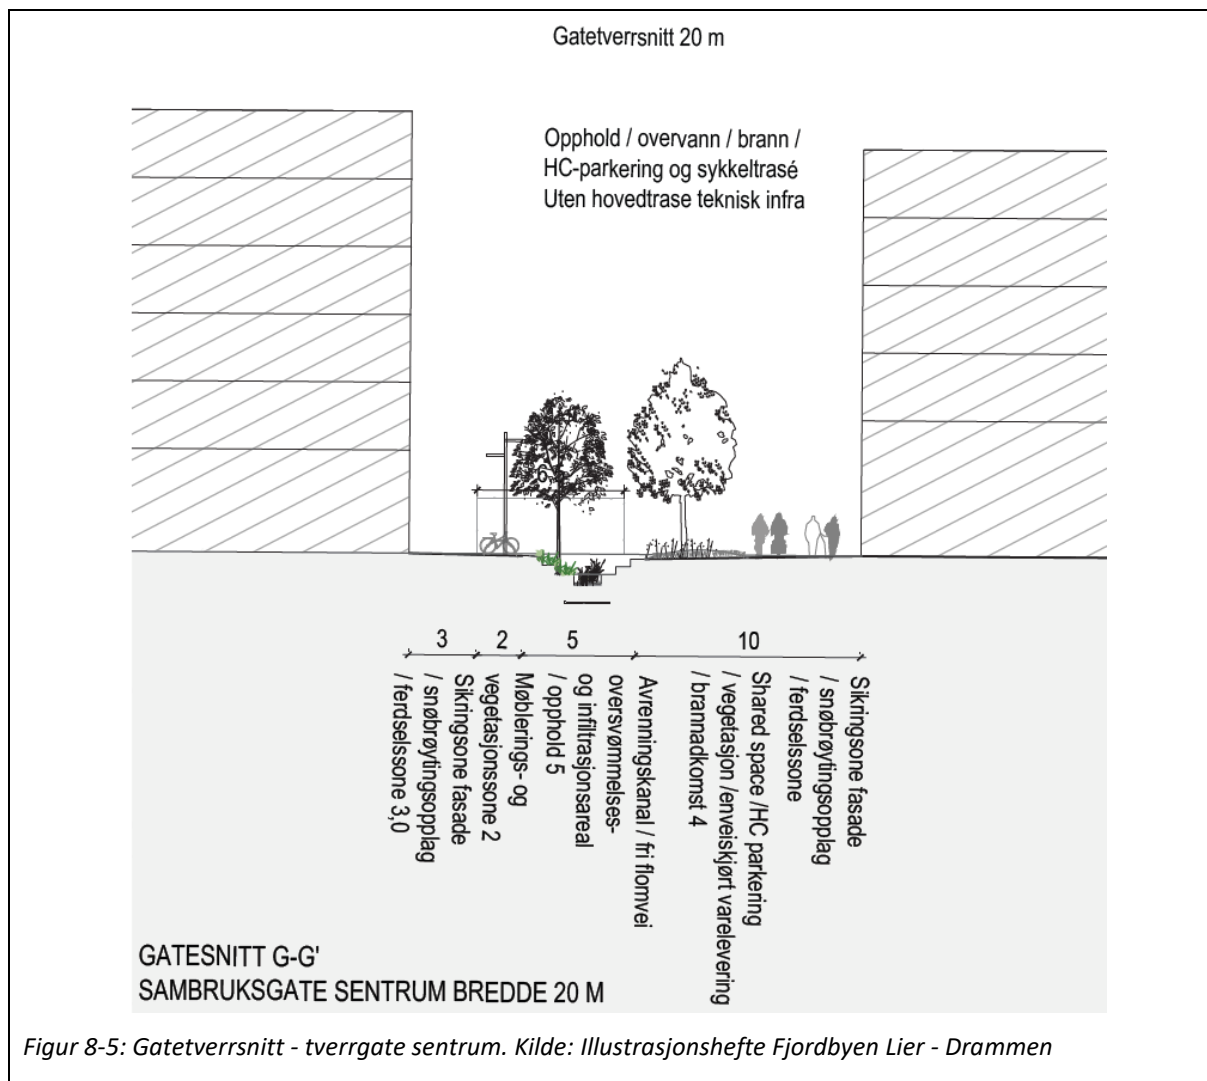 Gatetverrsnitt 20 m
Opphold / overvann / brann /
HC-parkering og sykkeltrasé
Uten hovedtrase teknisk infra
6
3
2
5
10
Sikringsone fasade
/ snøbrøytingsopplag
/ ferdselssone 3,0
Møblerings- og
vegetasjonssone 2
Avrenningskanal / fri flomvei
oversvømmelses-
og infiltrasjonsareal
/ opphold 5
Shared space /HC parkering
/ vegetasjon /enveiskjørt varelevering
/ brannadkomst 4
Sikringsone fasade
/ snøbrøytingsopplag
/ ferdselssone
GATESNITT G-G'
SAMBRUKSGATE SENTRUM BREDDE 20 M
Figur 8-5: Gatetverrsnitt - tverrgate sentrum. Kilde: Illustrasjonshefte Fjordbyen Lier - Drammen